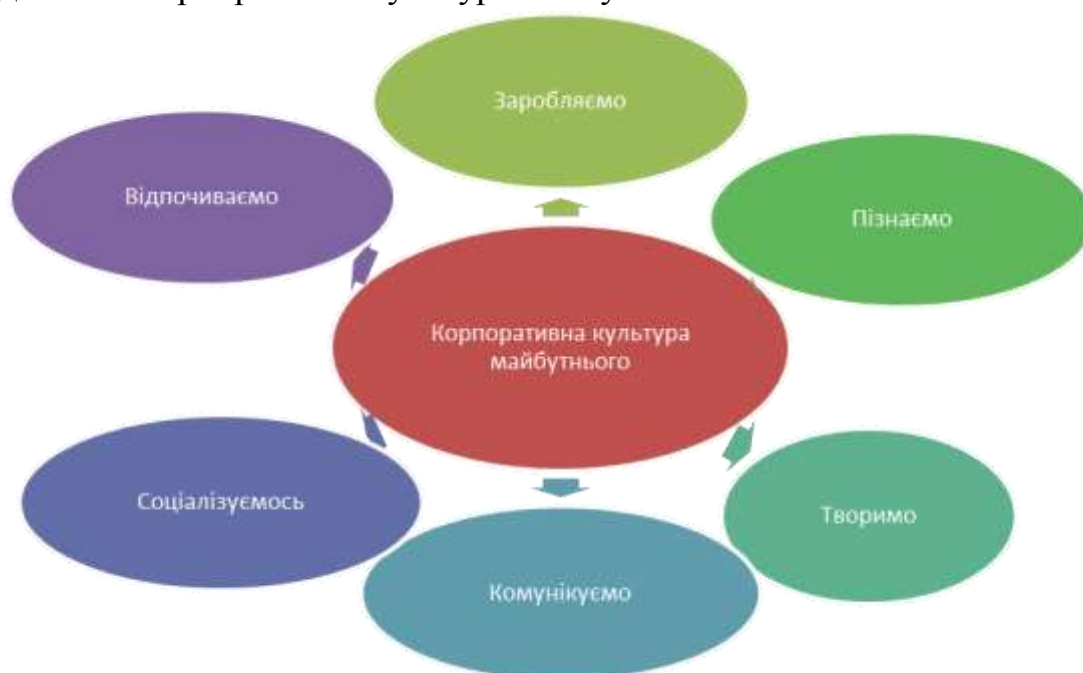 Заробляємо
Відпочиваємо
Пізнаємо
Корпоративна культура
майбутнього
Соціалізуємось
Творимо
Комунікуємо